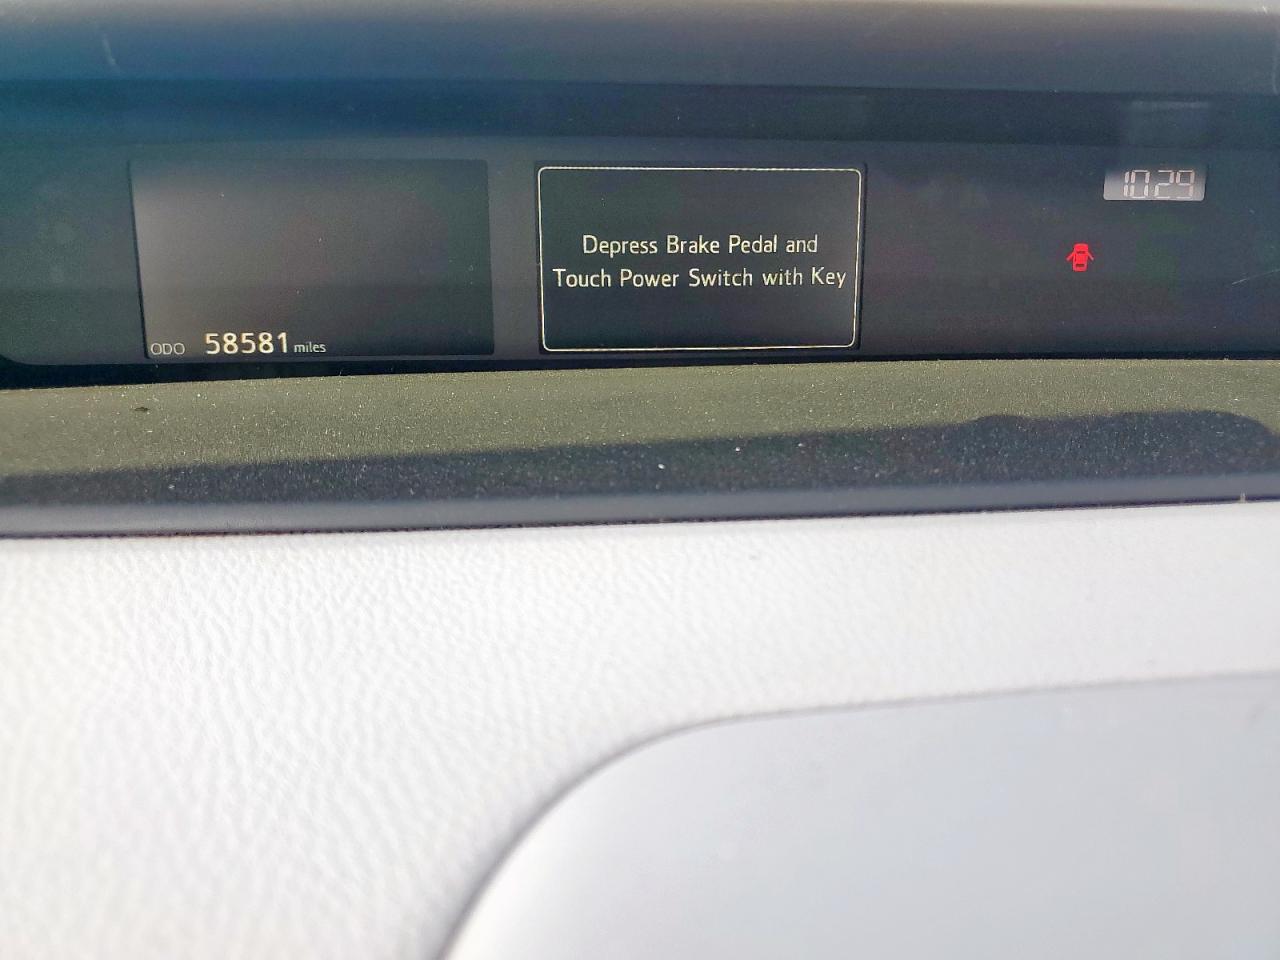 ODO 58581 miles
Depress Brake Pedal and
Touch Power Switch with Key
10:29